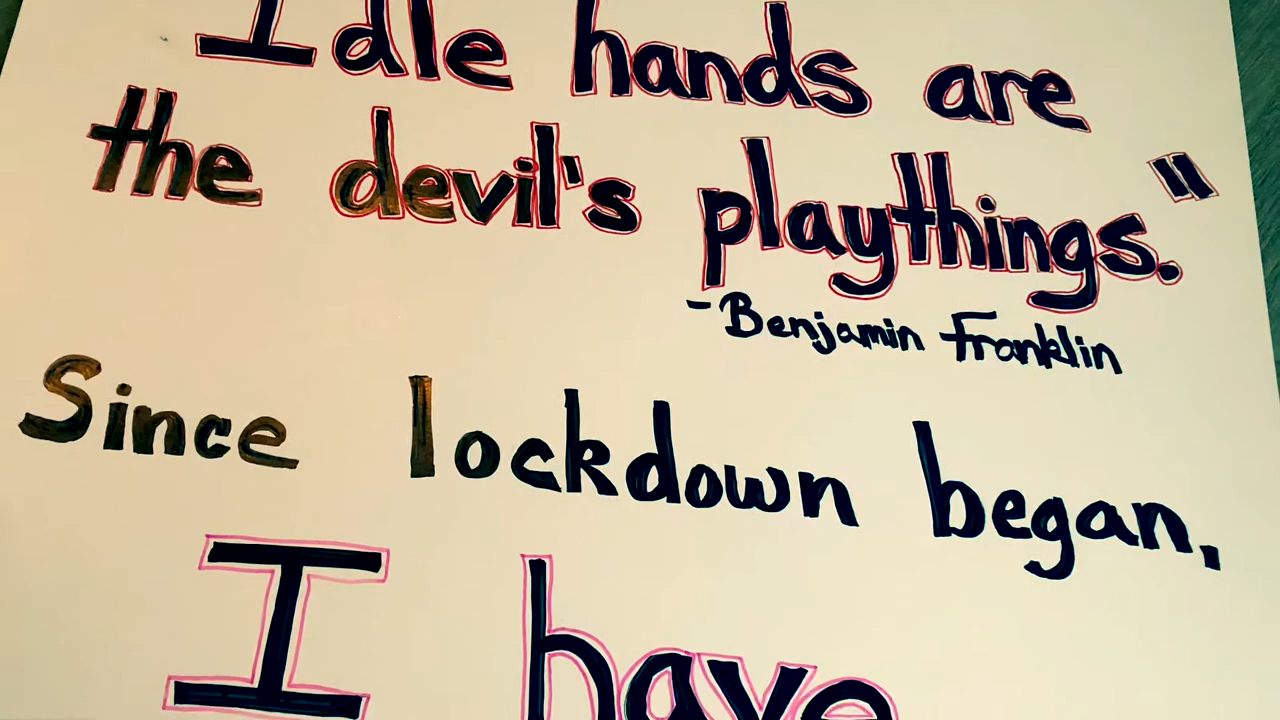 Idle hands are
the devil's playthings."
-Benjamin Franklin
Since lockdown began,
I have